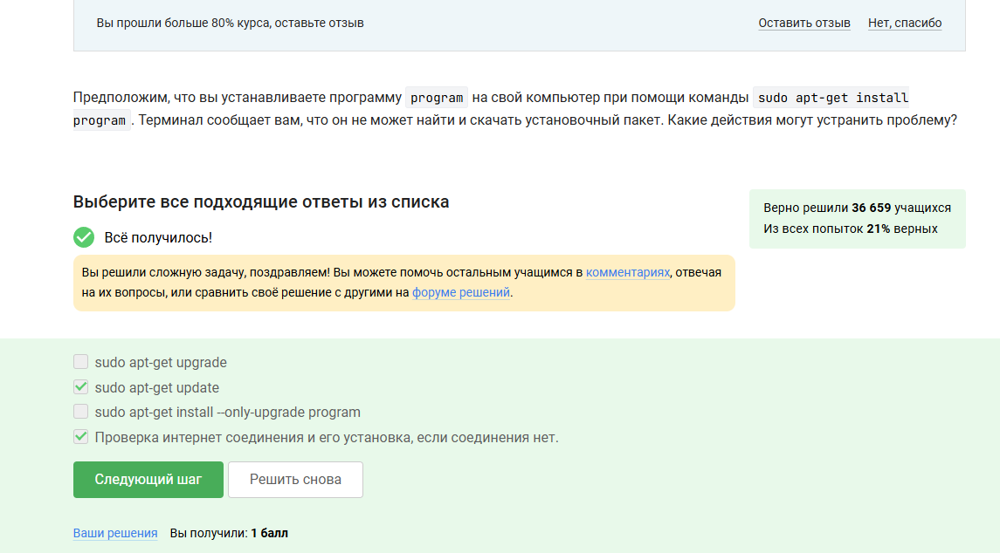 Вы прошли больше 80% курса, оставьте отзыв
Оставить отзыв
Нет, спасибо
Предположим, что вы устанавливаете программу program на свой компьютер при помощи команды sudo apt-get install
program . Терминал сообщает вам, что он не может найти и скачать установочный пакет. Какие действия могут устранить проблему?
Выберите все подходящие ответы из списка
Верно решили 36 659 учащихся
Из всех попыток 21% верных
Всё получилось!
Вы решили сложную задачу, поздравляем! Вы можете помочь остальным учащимся в комментариях, отвечая
на их вопросы, или сравнить своё решение с другими на форуме решений.
sudo apt-get upgrade
sudo apt-get update
sudo apt-get install --only-upgrade program
Проверка интернет соединения и его установка, если соединения нет.
Следующий шаг
Решить снова
Ваши решения
Вы получили: 1 балл